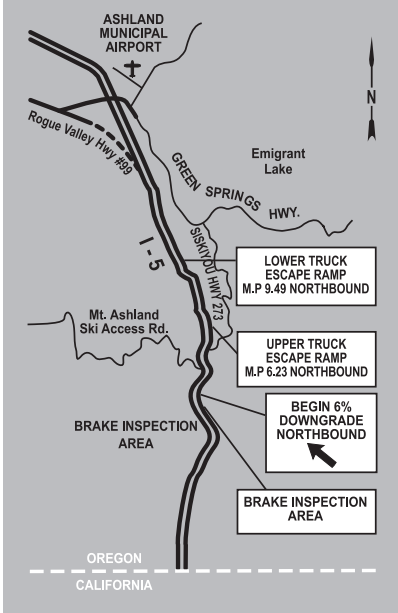 ASHLAND
MUNICIPAL
AIRPORT
N
Rogue Valley Hwy #99
Emigrant
Lake
GREEN SPRINGS HWY.
SISKIYOU HWY 273
I - 5
LOWER TRUCK
ESCAPE RAMP
M.P 9.49 NORTHBOUND
Mt. Ashland
Ski Access Rd.
UPPER TRUCK
ESCAPE RAMP
M.P 6.23 NORTHBOUND
BEGIN 6%
DOWNGRADE
NORTHBOUND
BRAKE INSPECTION
AREA
BRAKE INSPECTION
AREA
OREGON
CALIFORNIA